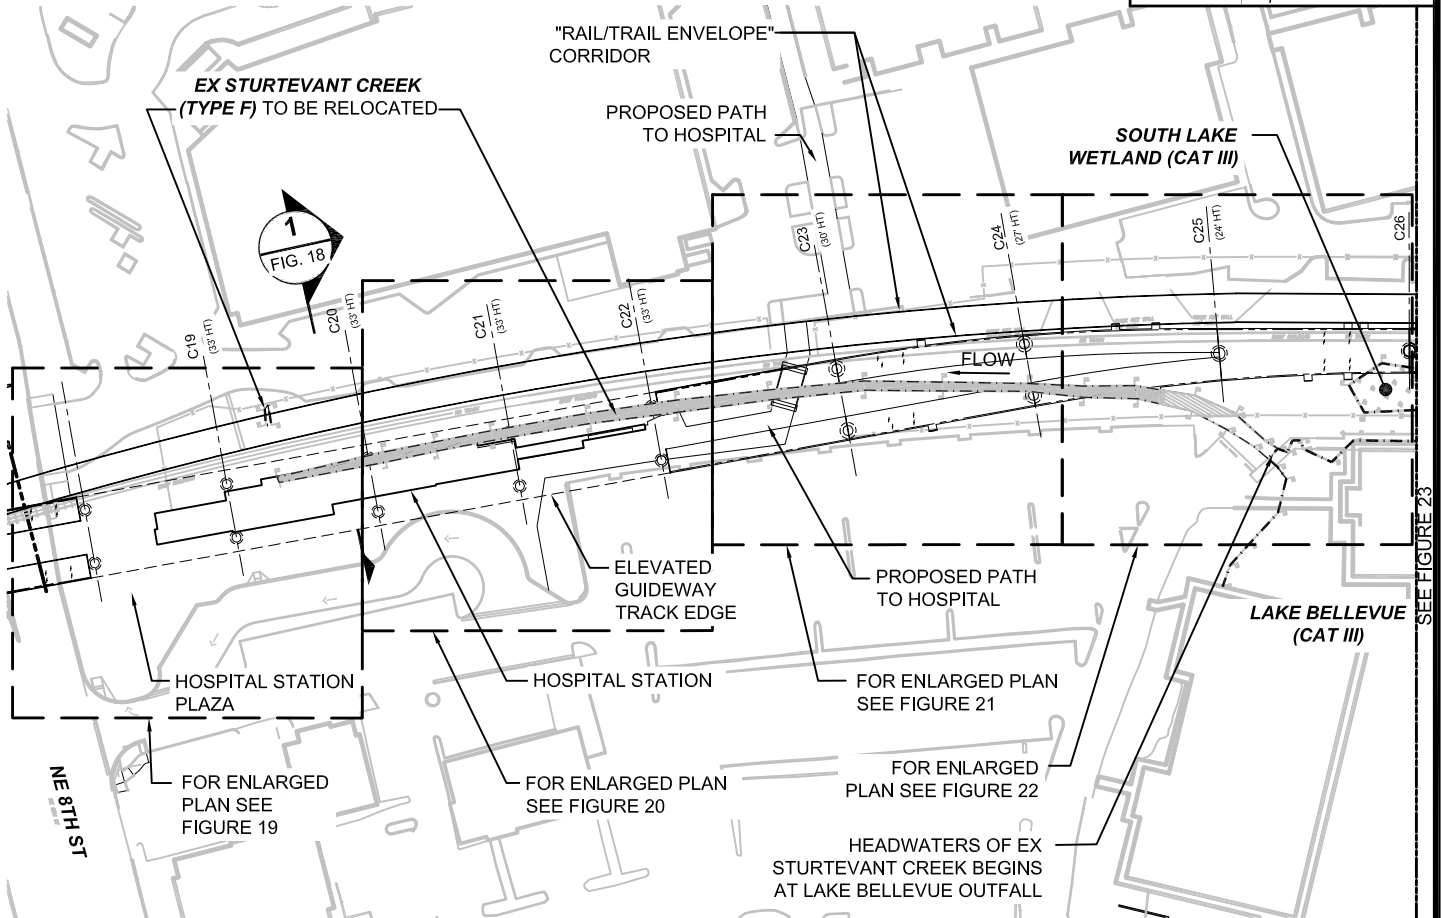 "RAIL/TRAIL ENVELOPE"
CORRIDOR
EX STURTEVANT CREEK
(TYPE F) TO BE RELOCATED
PROPOSED PATH
TO HOSPITAL
SOUTH LAKE
WETLAND (CAT III)
1
FIG. 18
C19
(33' HT)
C20
(33' HT)
C21
(33' HT)
C22
(33' HT)
C23
(30' HT)
C24
(27' HT)
C25
(24' HT)
C26
FLOW
ELEVATED
GUIDEWAY
TRACK EDGE
PROPOSED PATH
TO HOSPITAL
LAKE BELLEVUE
(CAT III)
SEE FIGURE 23
HOSPITAL STATION
PLAZA
HOSPITAL STATION
FOR ENLARGED PLAN
SEE FIGURE 21
FOR ENLARGED
PLAN SEE
FIGURE 19
FOR ENLARGED PLAN
SEE FIGURE 20
FOR ENLARGED
PLAN SEE FIGURE 22
NE 8TH ST
HEADWATERS OF EX
STURTEVANT CREEK BEGINS
AT LAKE BELLEVUE OUTFALL